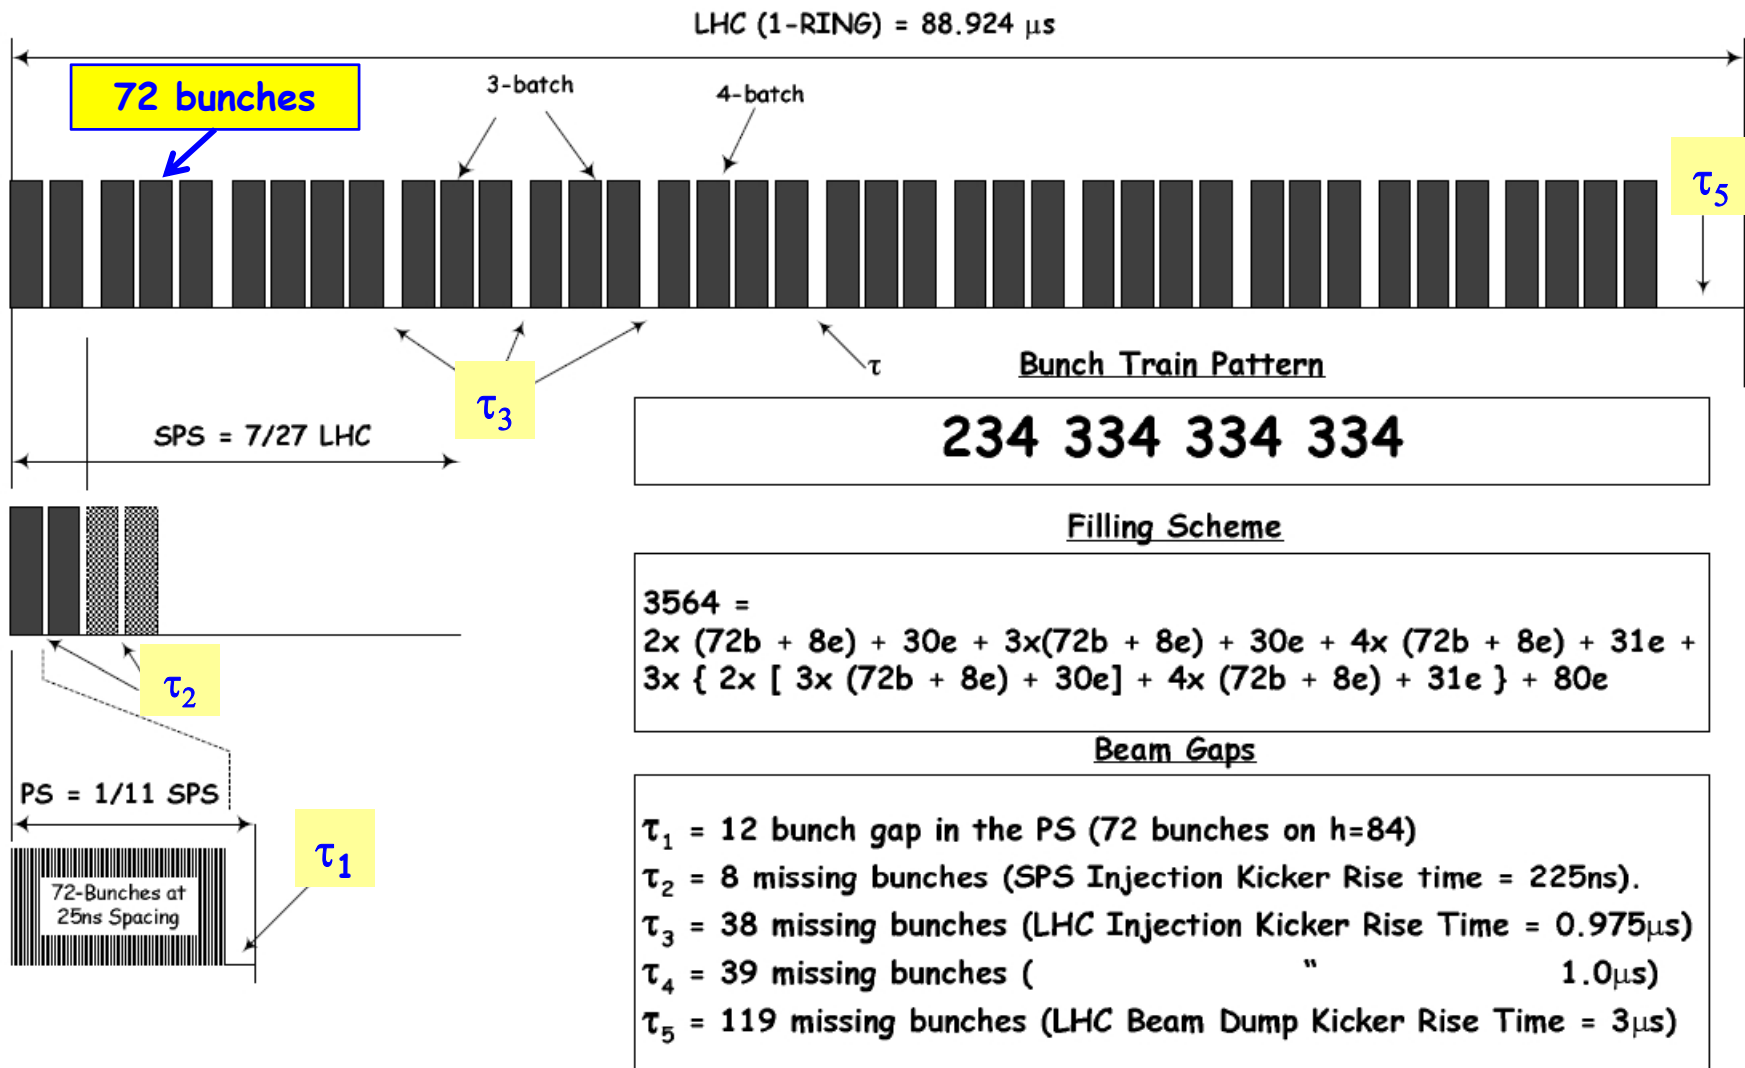 LHC (1-RING) = 88.924 μs
72 bunches
3-batch
4-batch
τ5
τ3
τ
SPS = 7/27 LHC
Bunch Train Pattern
234 334 334 334
Filling Scheme
3564 =
2x (72b + 8e) + 30e + 3x(72b + 8e) + 30e + 4x (72b + 8e) + 31e +
3x { 2x [ 3x (72b + 8e) + 30e] + 4x (72b + 8e) + 31e } + 80e
τ2
PS = 1/11 SPS
τ1
72-Bunches at
25ns Spacing
Beam Gaps
τ1 = 12 bunch gap in the PS (72 bunches on h=84)
τ2 = 8 missing bunches (SPS Injection Kicker Rise time = 225ns).
τ3 = 38 missing bunches (LHC Injection Kicker Rise Time = 0.975μs)
τ4 = 39 missing bunches ( “ 1.0μs)
τ5 = 119 missing bunches (LHC Beam Dump Kicker Rise Time = 3μs)